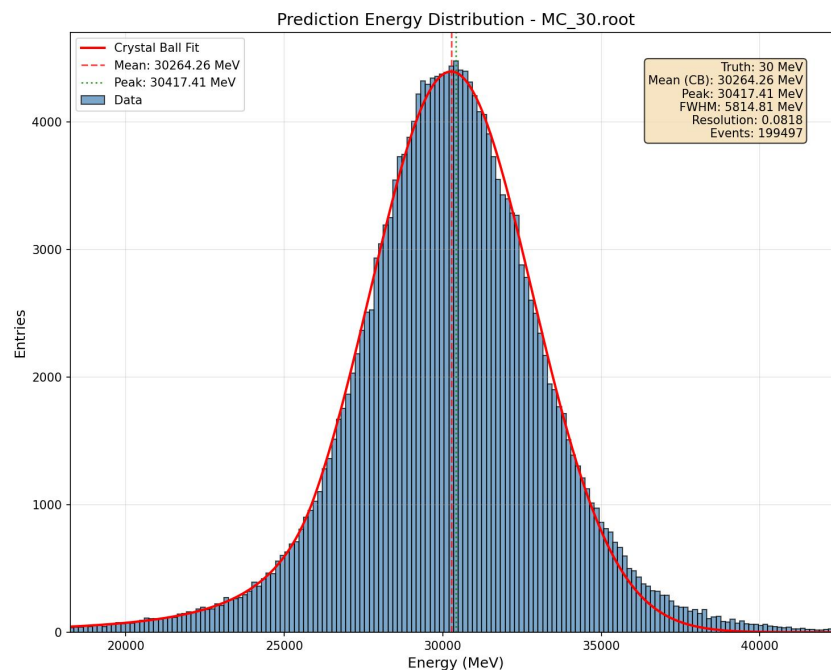 Prediction Energy Distribution - MC_30.root
Crystal Ball Fit
Mean: 30264.26 MeV
Peak: 30417.41 MeV
Data
Truth: 30 MeV
Mean (CB): 30264.26 MeV
Peak: 30417.41 MeV
FWHM: 5814.81 MeV
Resolution: 0.0818
Events: 199497
Entries
4000
3000
2000
1000
0
20000 25000 30000 35000 40000
Energy (MeV)